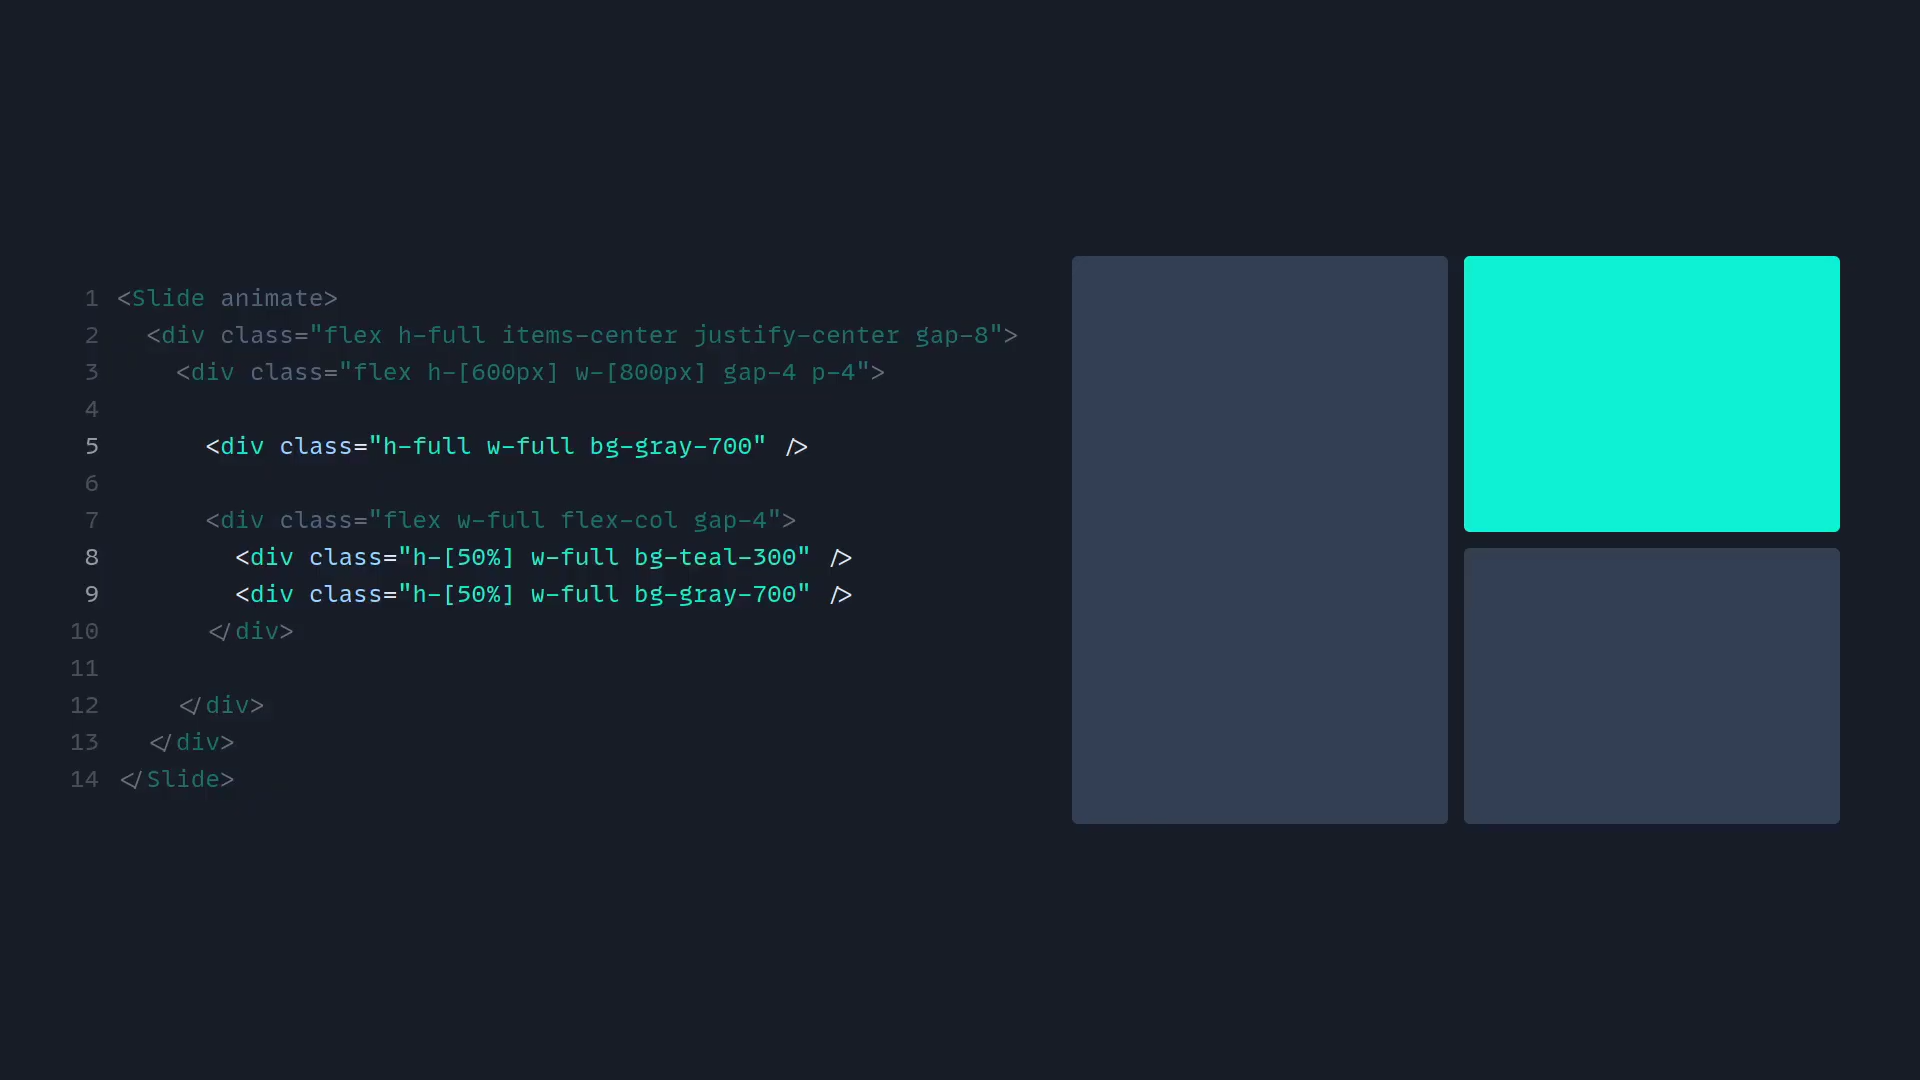 1 <Slide animate>
2 <div class="flex h-full items-center justify-center gap-8">
3 <div class="flex h-[600px] w-[800px] gap-4 p-4">
4
5 <div class="h-full w-full bg-gray-700" />
6
7 <div class="flex w-full flex-col gap-4">
8 <div class="h-[50%] w-full bg-teal-300" />
9 <div class="h-[50%] w-full bg-gray-700" />
10 </div>
11
12 </div>
13 </div>
14 </Slide>